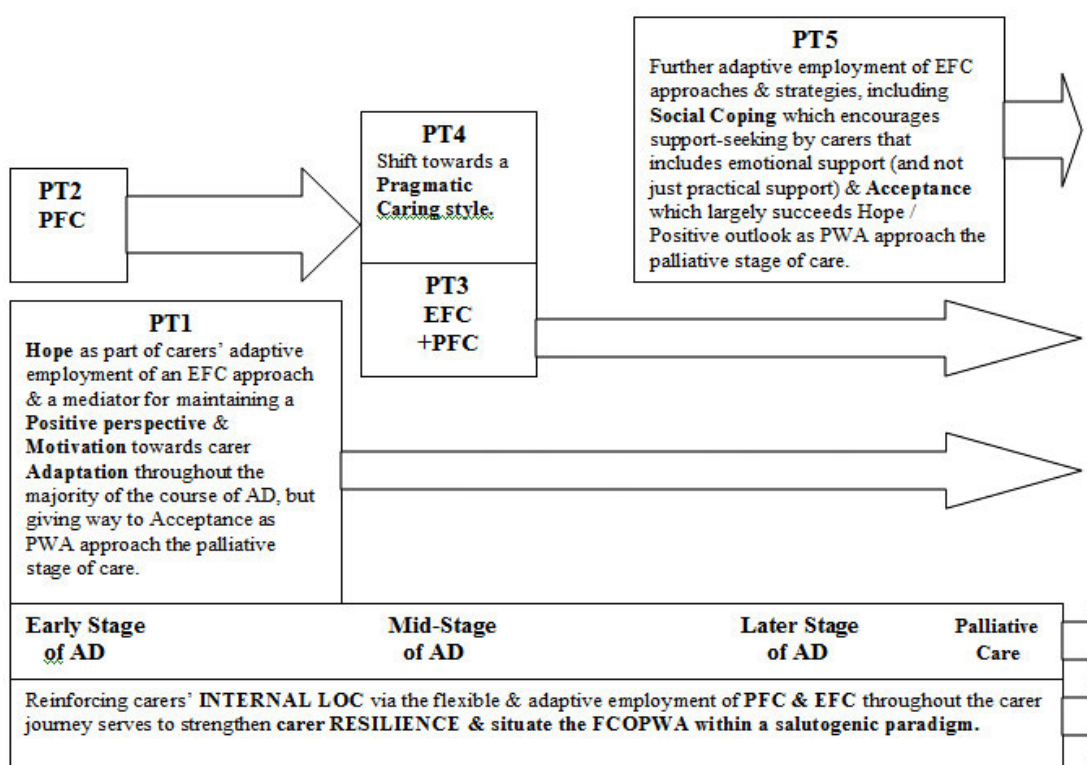 PT5
Further adaptive employment of EFC
approaches & strategies, including
Social Coping which encourages
support-seeking by carers that
includes emotional support (and not
just practical support) & Acceptance
which largely succeeds Hope /
Positive outlook as PWA approach the
palliative stage of care.
PT4
Shift towards a
Pragmatic
Caring style.
PT2
PFC
PT3
EFC
+PFC
PT1
Hope as part of carers’ adaptive
employment of an EFC approach
& a mediator for maintaining a
Positive perspective &
Motivation towards carer
Adaptation throughout the
majority of the course of AD, but
giving way to Acceptance as
PWA approach the palliative
stage of care.
Early Stage
of AD
Mid-Stage
of AD
Later Stage
of AD
Palliative
Care
Reinforcing carers’ INTERNAL LOC via the flexible & adaptive employment of PFC & EFC throughout the carer
journey serves to strengthen carer RESILIENCE & situate the FCOPWA within a salutogenic paradigm.